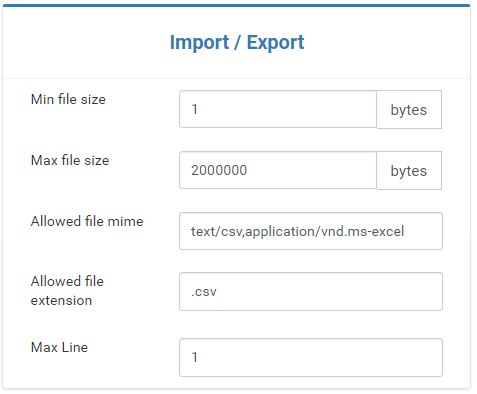 Import / Export
Min file size
1
bytes
Max file size
2000000
bytes
Allowed file mime
text/csv,application/vnd.ms-excel
Allowed file
extension
.csv
Max Line
1